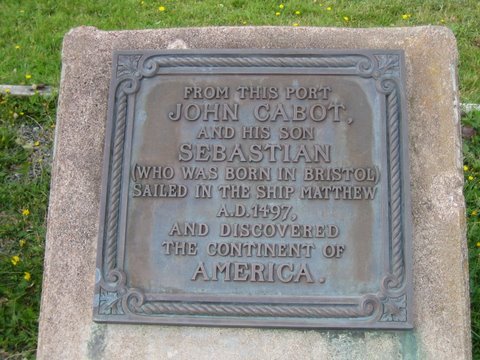 FROM THIS PORT
JOHN CABOT,
AND HIS SON
SEBASTIAN
(WHO WAS BORN IN BRISTOL)
SAILED IN THE SHIP MATTHEW
A.D.1497,
AND DISCOVERED
THE CONTINENT OF
AMERICA.